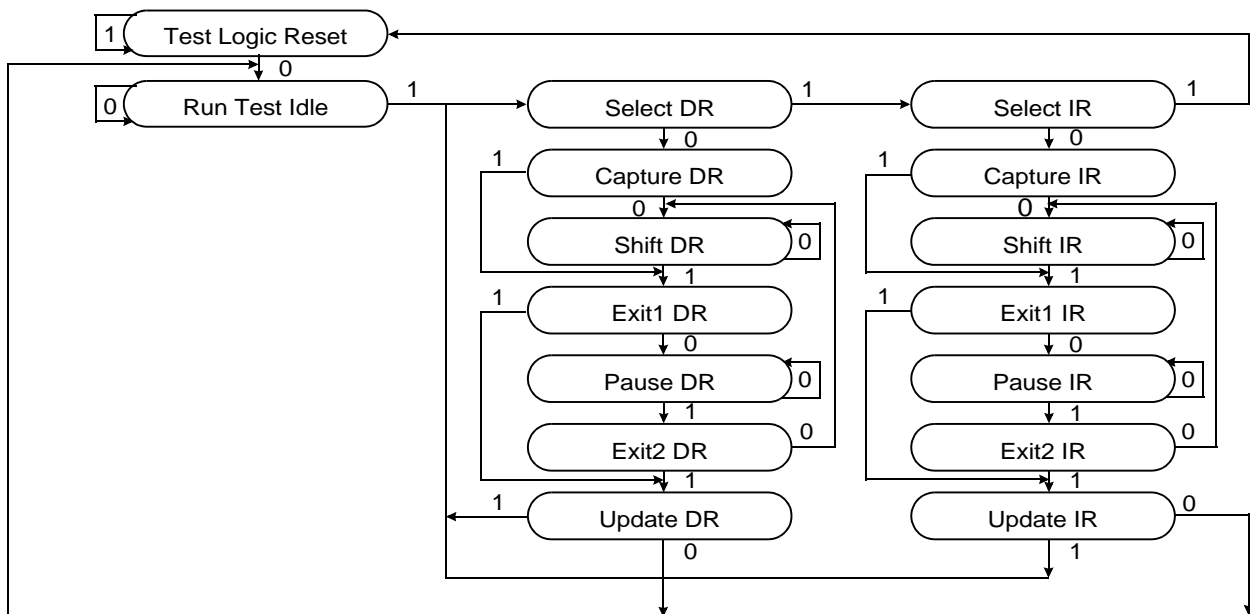 1
Test Logic Reset
0
0
Run Test Idle
1
Select DR
1
Select IR
1
0
0
1
Capture DR
1
Capture IR
0
0
Shift DR
0
Shift IR
0
1
1
1
Exit1 DR
1
Exit1 IR
0
0
Pause DR
0
Pause IR
0
1
1
Exit2 DR
0
Exit2 IR
0
1
1
1
Update DR
Update IR
0
0
1